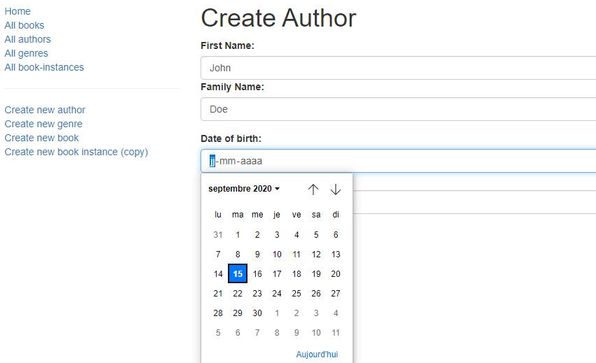 Home
All books
All authors
All genres
All book-instances
Create new author
Create new genre
Create new book
Create new book instance (copy)
Create Author
First Name:
John
Family Name:
Doe
Date of birth:
jj-mm-aaaa
septembre 2020
lu ma me je ve sa di
31 1 2 3 4 5 6
7 8 9 10 11 12 13
14 15 16 17 18 19 20
21 22 23 24 25 26 27
28 29 30 1 2 3 4
5 6 7 8 9 10 11
Aujourd'hui